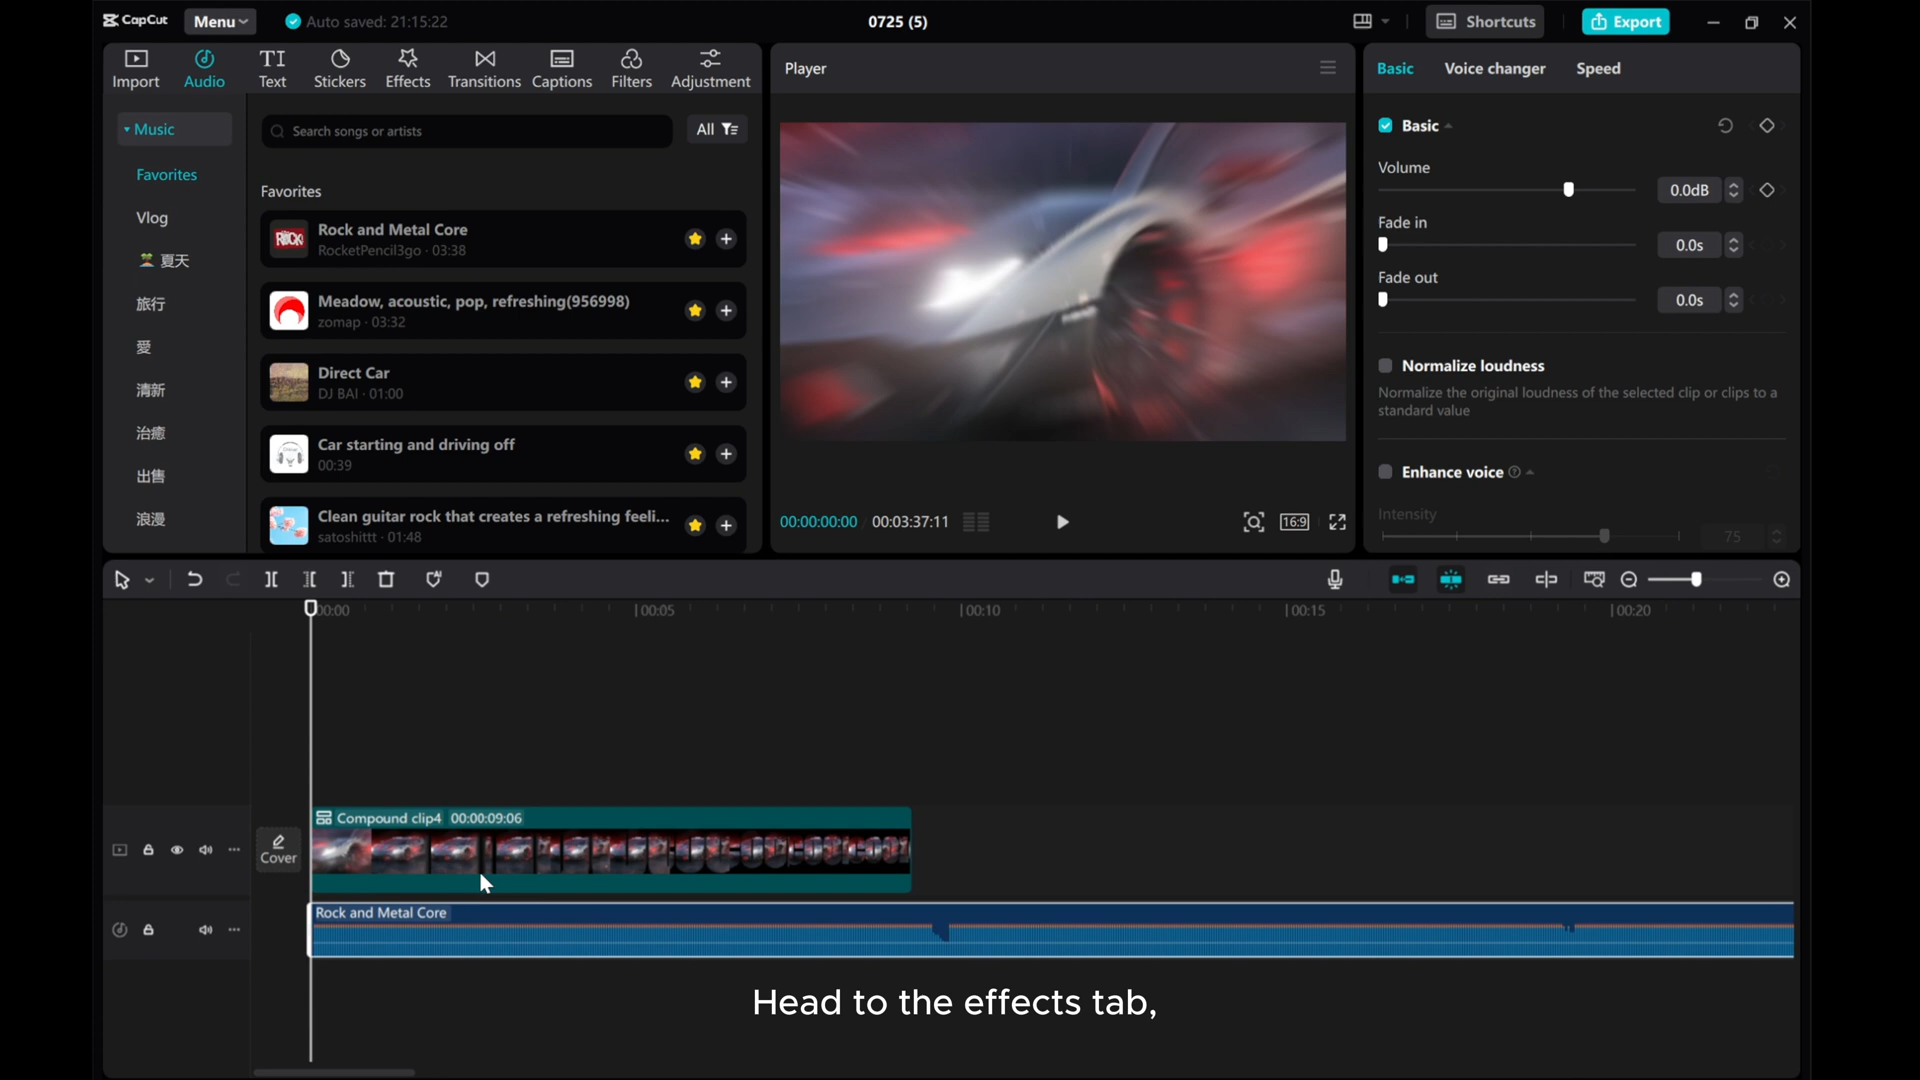 CapCut
Menu
Auto saved: 21:15:22
0725 (5)
Shortcuts
Export
Import
Audio
TI
Text
Stickers
Effects
Transitions
Captions
Filters
Adjustment
Music
Favorites
Vlog
夏天
旅行
愛
清新
治癒
出售
浪漫
Search songs or artists
All
Favorites
ROCK
Rock and Metal Core
RocketPencil3go · 03:38
Meadow, acoustic, pop, refreshing(956998)
zomap · 03:32
Direct Car
DJ BAI · 01:00
Car starting and driving off
00:39
Clean guitar rock that creates a refreshing feeli...
satoshittt · 01:48
Player
00:00:00:00
00:03:37:11
16:9
Basic
Voice changer
Speed
Basic
Volume
0.0dB
Fade in
0.0s
Fade out
0.0s
Normalize loudness
Normalize the original loudness of the selected clip or clips to a
standard value
Enhance voice
Intensity
75
00:00
00:05
00:10
00:15
00:20
Cover
Compound clip4 00:00:09:06
Rock and Metal Core
Head to the effects tab,